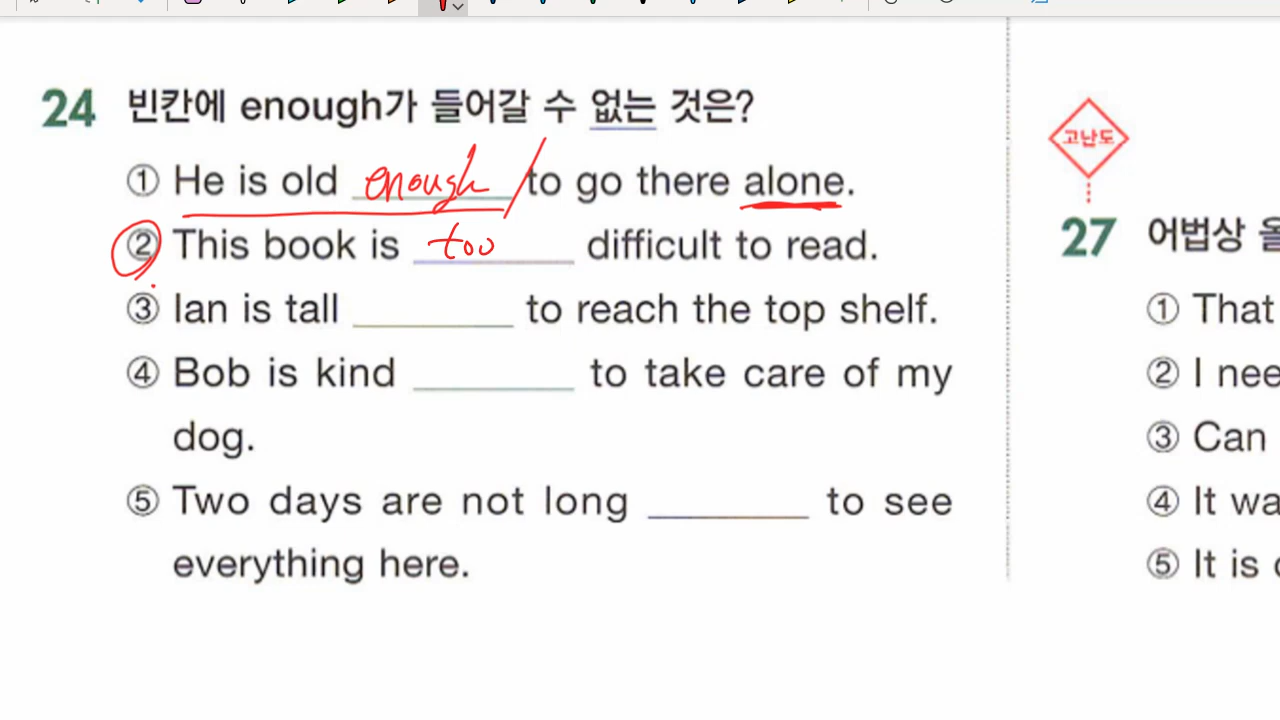 24 빈칸에 enough가 들어갈 수 없는 것은?
① He is old enough to go there alone.
② This book is too difficult to read.
③ Ian is tall ________ to reach the top shelf.
④ Bob is kind ________ to take care of my
dog.
⑤ Two days are not long ________ to see
everything here.
고난도
27 어법상 올
① That
② I nee
③ Can
④ It wa
⑤ It is